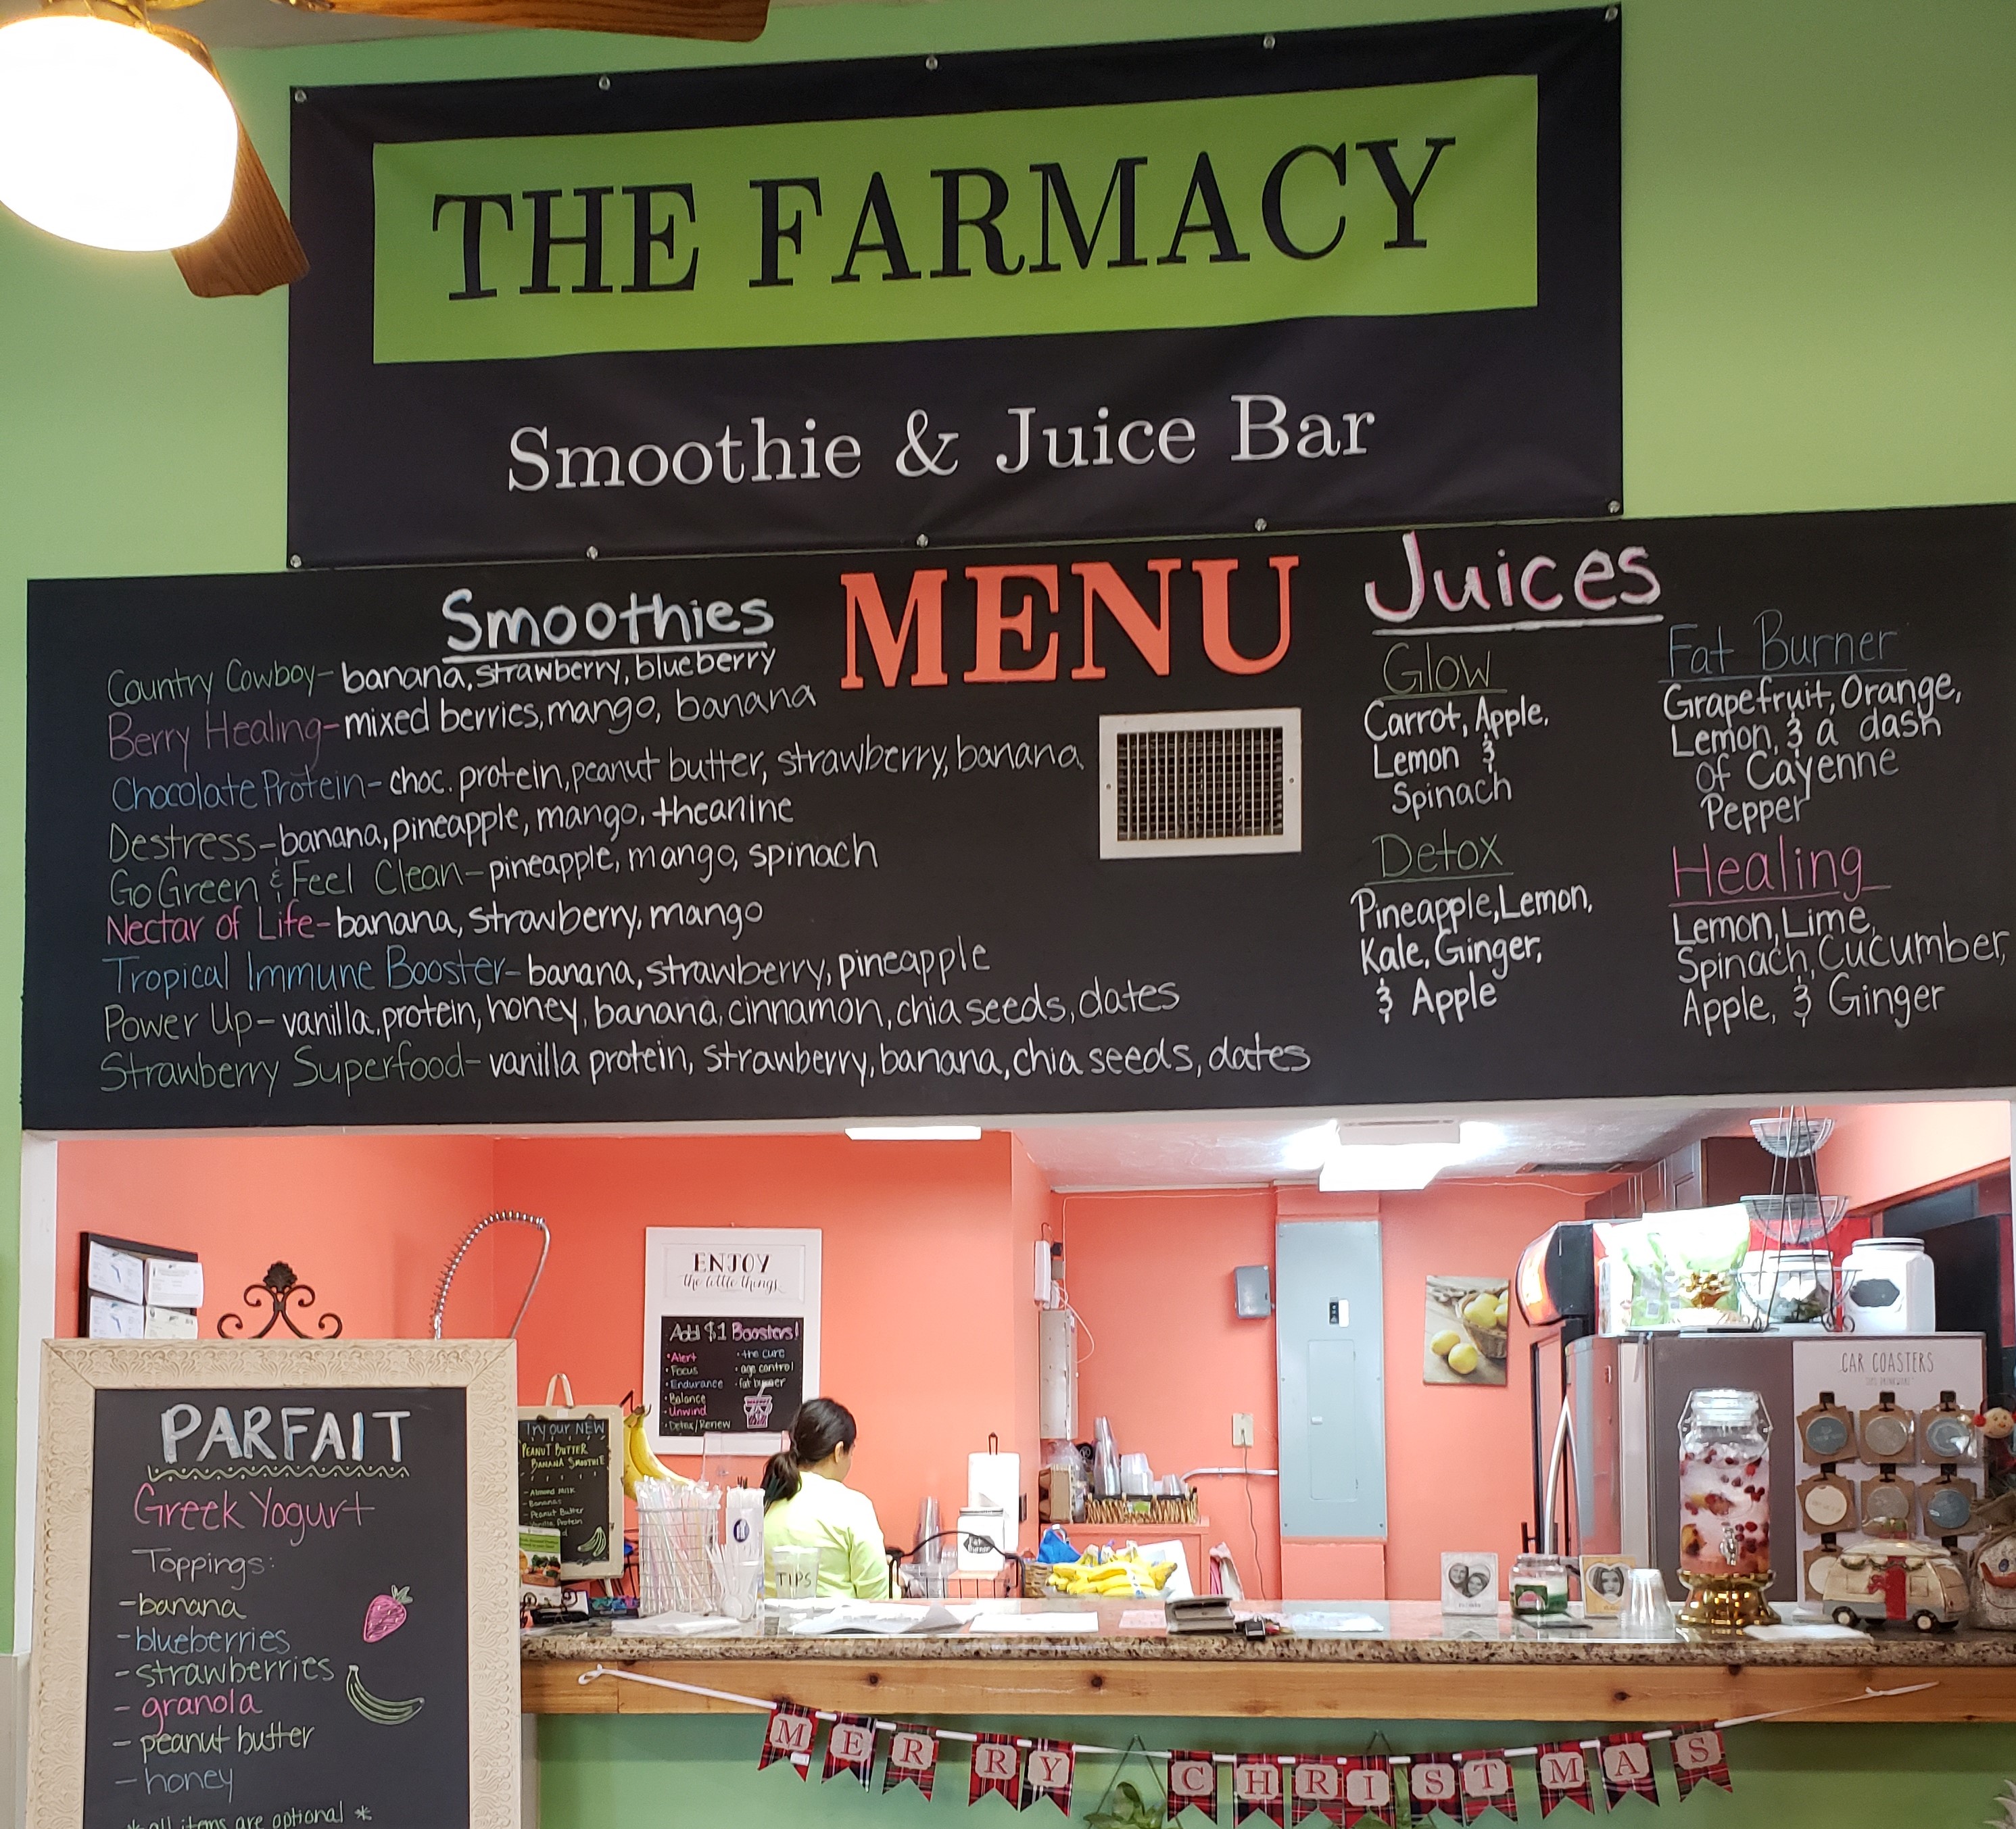 THE FARMACY
Smoothie & Juice Bar
MENU
Smoothies
Country Cowboy- banana, strawberry, blueberry
Berry Healing- mixed berries, mango, banana
Chocolate Protein- choc. protein, peanut butter, strawberry, banana
Destress- banana, pineapple, mango, theanine
Go Green & Feel Clean- pineapple, mango, spinach
Nectar of Life- banana, strawberry, mango
Tropical Immune Booster- banana, strawberry, pineapple
Power Up- vanilla, protein, honey, banana, cinnamon, chia seeds, dates
Strawberry Superfood- vanilla protein, strawberry, banana, chia seeds, dates
Juices
Glow
Carrot, Apple,
Lemon &
Spinach
Detox
Pineapple, Lemon,
Kale, Ginger,
& Apple
Fat Burner
Grapefruit, Orange,
Lemon, & a dash
of Cayenne
Pepper
Healing
Lemon, Lime,
Spinach, Cucumber,
Apple, & Ginger
ENJOY
the little things
Add $1 Boosters!
• Alert
• Focus
• Endurance
• Balance
• Unwind
• Detox/Renew
• the cure
• age control
• fat burner
Try our NEW
PEANUT BUTTER
BANANA SMOOTHIE
- Almond Milk
- Bananas
- Peanut Butter
- Vanilla Protein
TIPS
Fat
Burner
CAR COASTERS
PARFAIT
Greek Yogurt
Toppings:
- banana
- blueberries
- strawberries
- granola
- peanut butter
- honey
* all items are optional *
MERRY CHRISTMAS